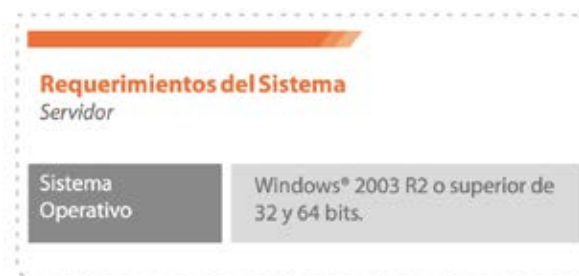 Requerimientos del Sistema
Servidor
Sistema
Operativo
Windows® 2003 R2 o superior de
32 y 64 bits.